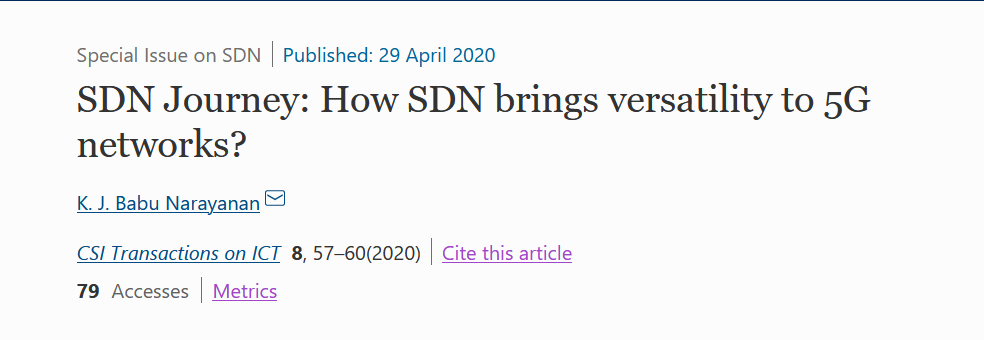 Special Issue on SDN | Published: 29 April 2020
SDN Journey: How SDN brings versatility to 5G
networks?
K. J. Babu Narayanan
CSI Transactions on ICT 8, 57–60(2020) | Cite this article
79 Accesses | Metrics